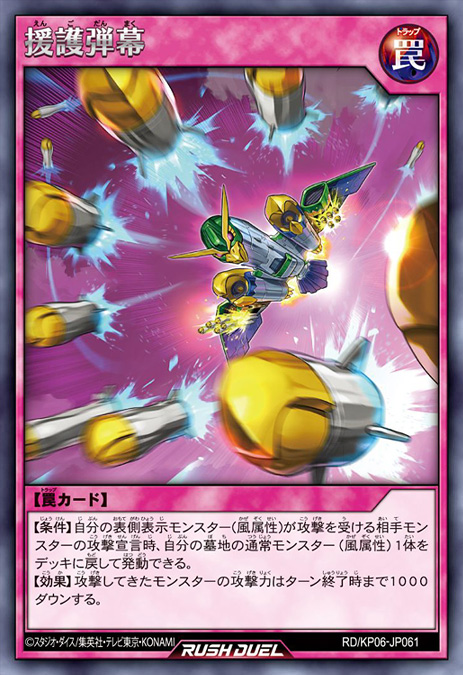 援護弾幕
トラップ
罠
【罠カード】
【条件】自分の表側表示モンスター(風属性)が攻撃を受ける相手モン
スターの攻撃宣言時、自分の墓地の通常モンスター(風属性)1体を
デッキに戻して発動できる。
【効果】攻撃してきたモンスターの攻撃力はターン終了時まで1000
ダウンする。
©スタジオ・ダイス/集英社・テレビ東京・KONAMI RUSH DUEL RD/KP06-JP061